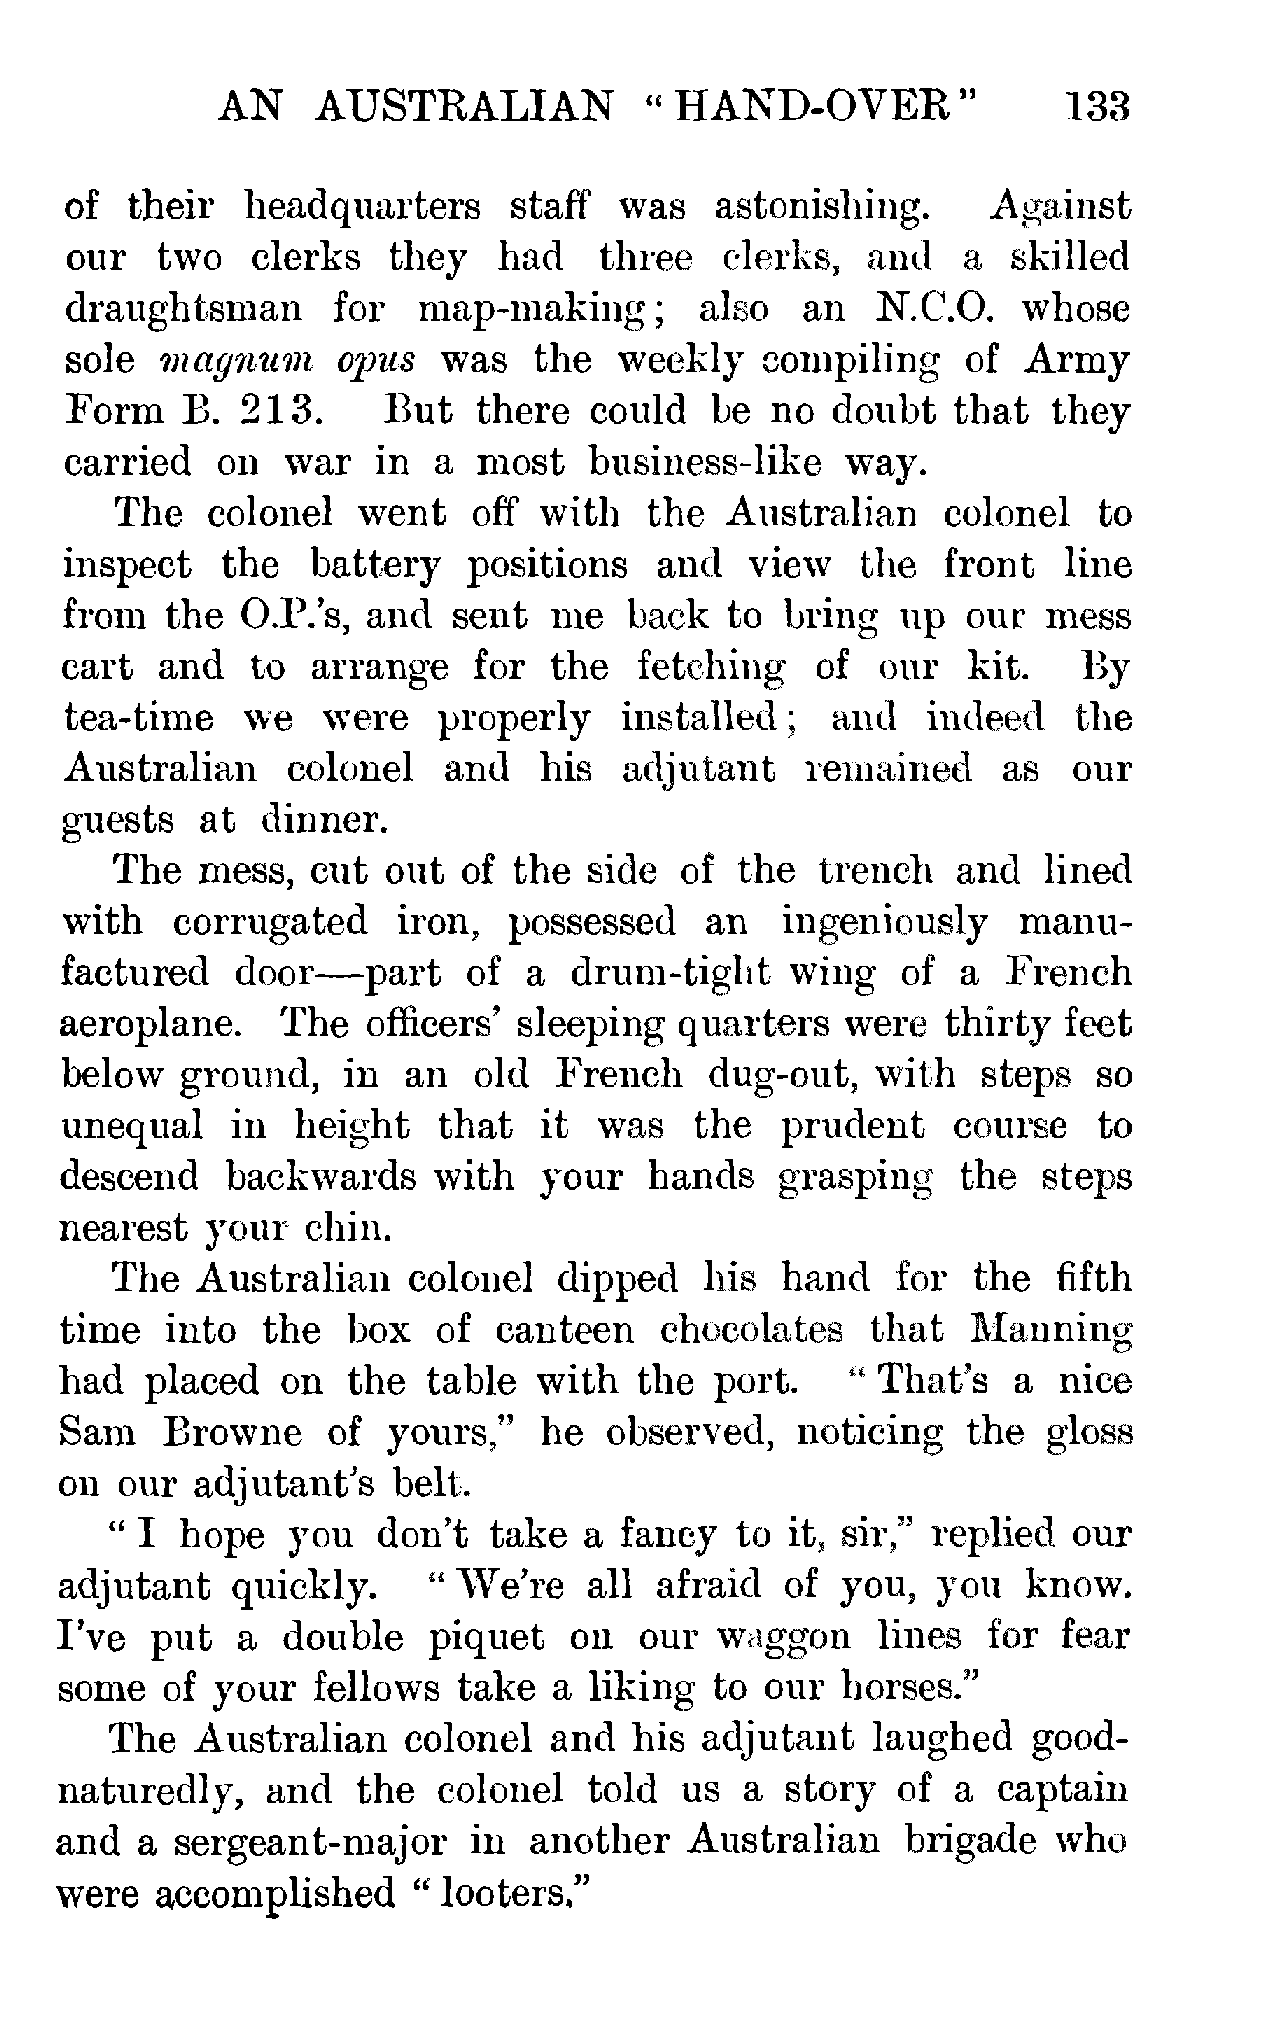 AN AUSTRALIAN “ HAND-OVER ” 133
of their headquarters staff was astonishing. Against
our two clerks they had three clerks, and a skilled
draughtsman for map-making ; also an N.C.O. whose
sole magnum opus was the weekly compiling of Army
Form B. 213. But there could be no doubt that they
carried on war in a most business-like way.
The colonel went off with the Australian colonel to
inspect the battery positions and view the front line
from the O.P.’s, and sent me back to bring up our mess
cart and to arrange for the fetching of our kit. By
tea-time we were properly installed ; and indeed the
Australian colonel and his adjutant remained as our
guests at dinner.
The mess, cut out of the side of the trench and lined
with corrugated iron, possessed an ingeniously manu-
factured door—part of a drum-tight wing of a French
aeroplane. The officers’ sleeping quarters were thirty feet
below ground, in an old French dug-out, with steps so
unequal in height that it was the prudent course to
descend backwards with your hands grasping the steps
nearest your chin.
The Australian colonel dipped his hand for the fifth
time into the box of canteen chocolates that Manning
had placed on the table with the port. “ That’s a nice
Sam Browne of yours,” he observed, noticing the gloss
on our adjutant’s belt.
“ I hope you don’t take a fancy to it, sir,” replied our
adjutant quickly. “ We’re all afraid of you, you know.
I’ve put a double piquet on our waggon lines for fear
some of your fellows take a liking to our horses.”
The Australian colonel and his adjutant laughed good-
naturedly, and the colonel told us a story of a captain
and a sergeant-major in another Australian brigade who
were accomplished “ looters.”